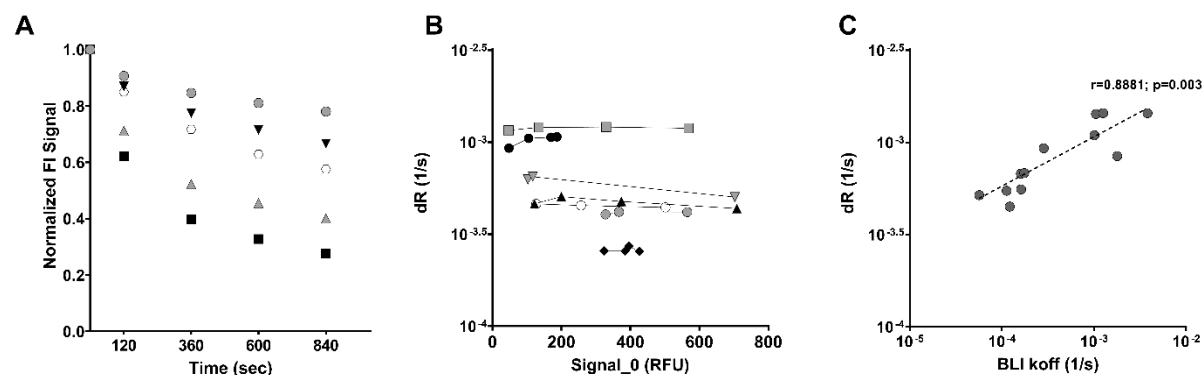 A
Normalized FI Signal
1.0
0.8
0.6
0.4
0.2
0.0
120 360 600 840
Time (sec)
B
dR (1/s)
10-2.5
10-3
10-3.5
10-4
0 200 400 600 800
Signal_0 (RFU)
C
r=0.8881; p=0.003
dR (1/s)
10-2.5
10-3
10-3.5
10-4
10-5 10-4 10-3 10-2
BLI koff (1/s)